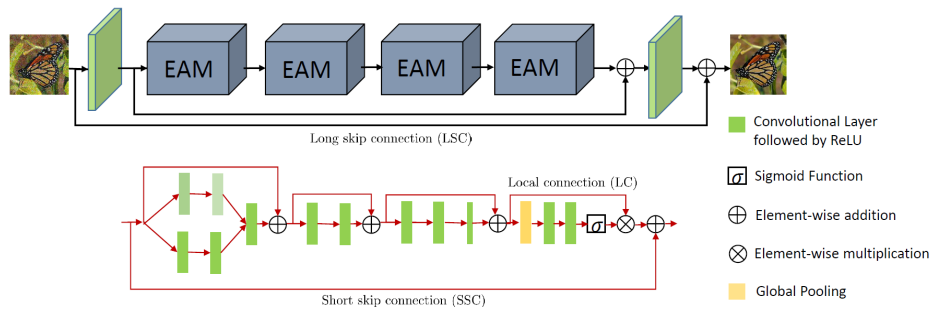 EAM EAM EAM EAM
Long skip connection (LSC)
Convolutional Layer
followed by ReLU
Local connection (LC)
σ Sigmoid Function
σ
Element-wise addition
Element-wise multiplication
Global Pooling
Short skip connection (SSC)